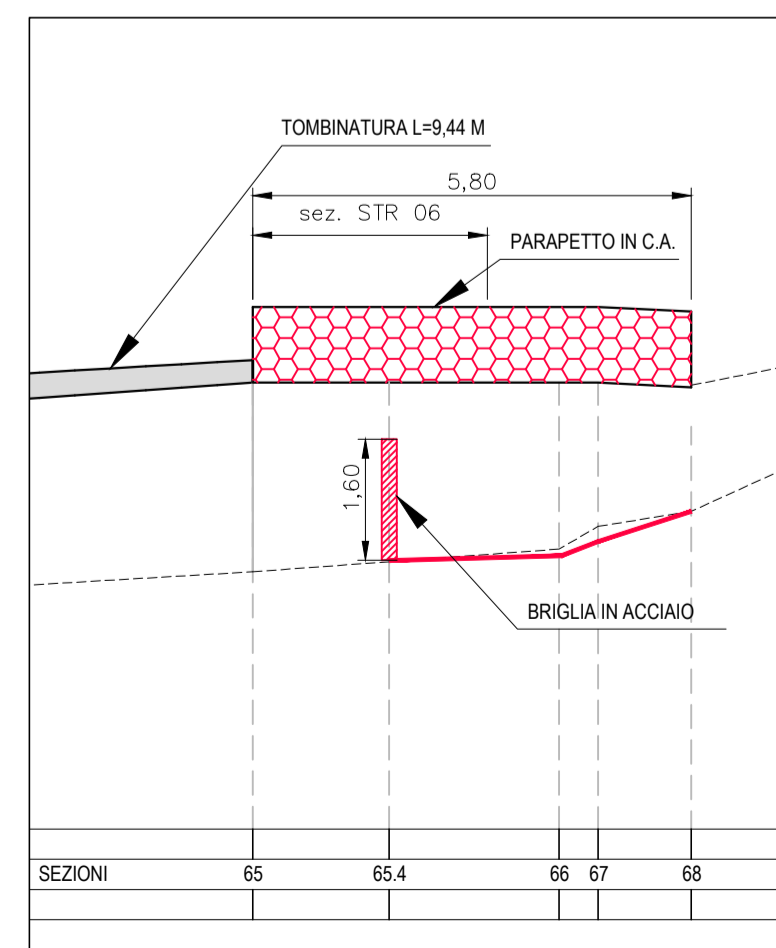 TOMBINATURA L=9,44 M
5,80
sez. STR 06
PARAPETTO IN C.A.
1,60
BRIGLIA IN ACCIAIO
SEZIONI 65 65.4 66 67 68